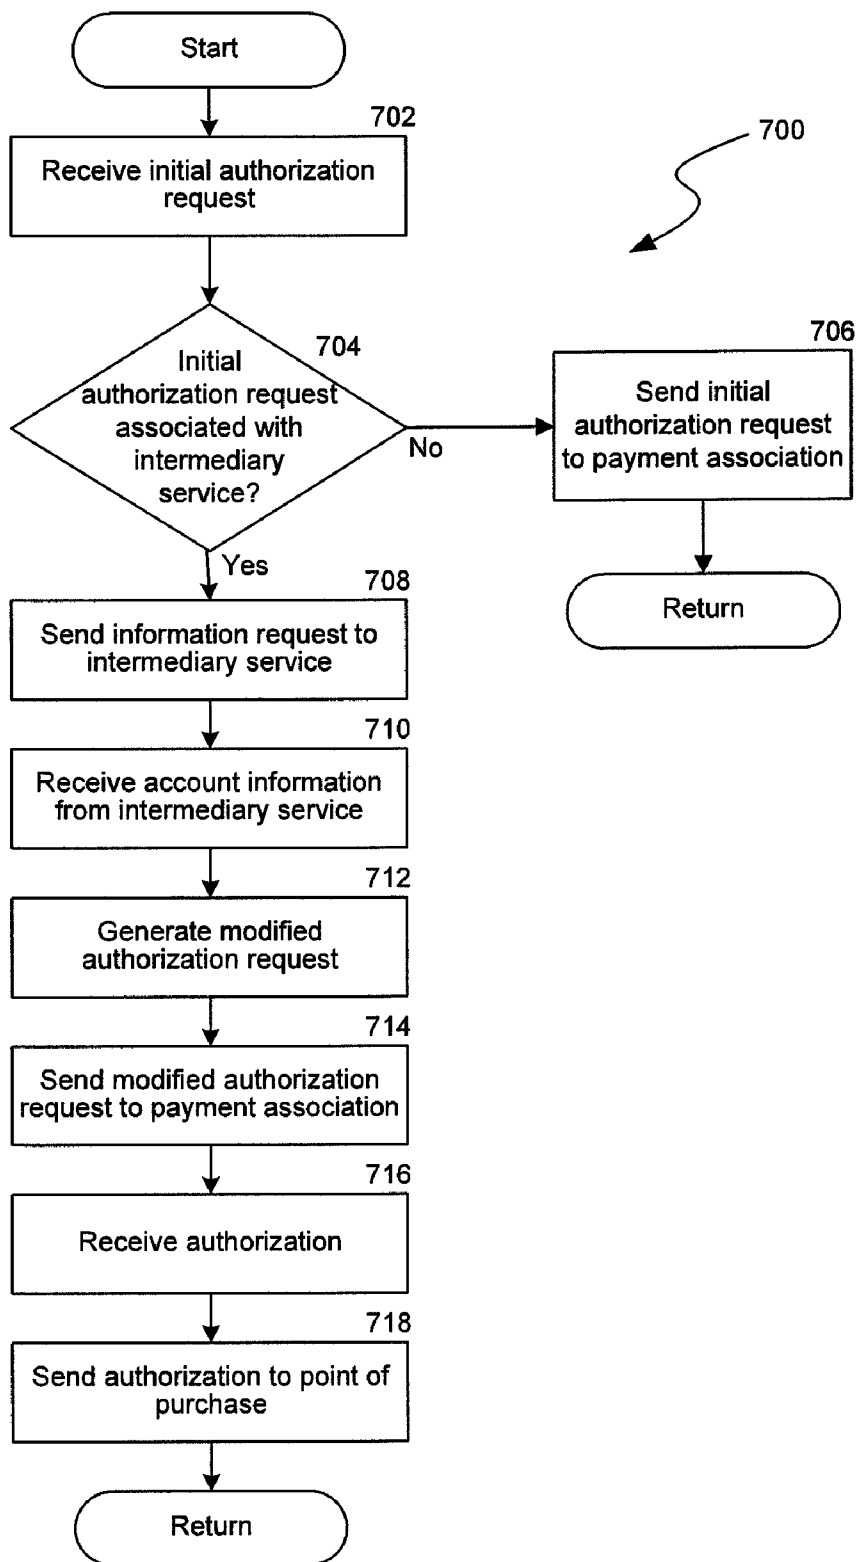 Start
702
Receive initial authorization
request
700
704
Initial
authorization request
associated with
intermediary
service?
No
706
Send initial
authorization request
to payment association
Return
Yes
708
Send information request to
intermediary service
710
Receive account information
from intermediary service
712
Generate modified
authorization request
714
Send modified authorization
request to payment association
716
Receive authorization
718
Send authorization to point of
purchase
Return